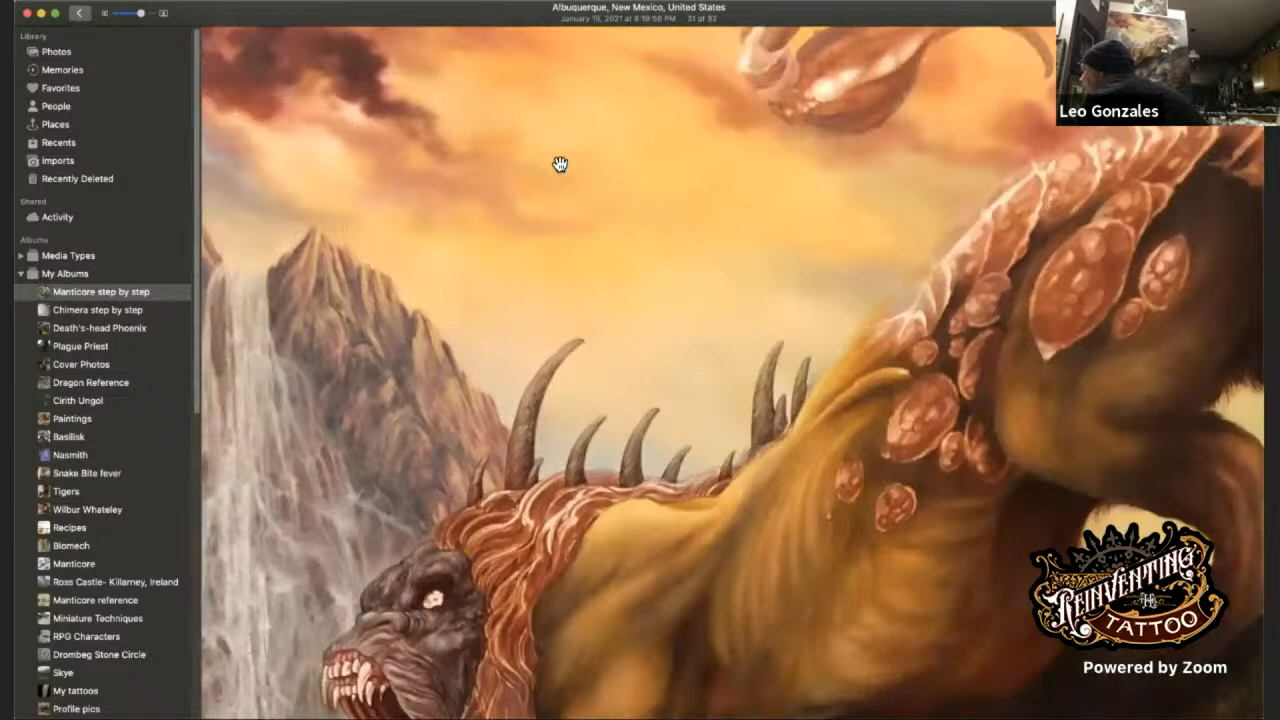 Albuquerque, New Mexico, United States
January 15, 2021 at 8:19:56 PM 31 of 32
Library
Photos
Memories
Favorites
People
Places
Recents
Imports
Recently Deleted
Shared
Activity
Albums
Media Types
My Albums
Manticore step by step
Chimera step by step
Death's-head Phoenix
Plague Priest
Cover Photos
Dragon Reference
Cirith Ungol
Paintings
Basilisk
Nasmith
Snake Bite fever
Tigers
Wilbur Whateley
Recipes
Biomech
Manticore
Ross Castle- Killarney, Ireland
Manticore reference
Miniature Techniques
RPG Characters
Drombeg Stone Circle
Skye
My tattoos
Profile pics
Leo Gonzales
REINVENTING
THE
TATTOO
Powered by Zoom